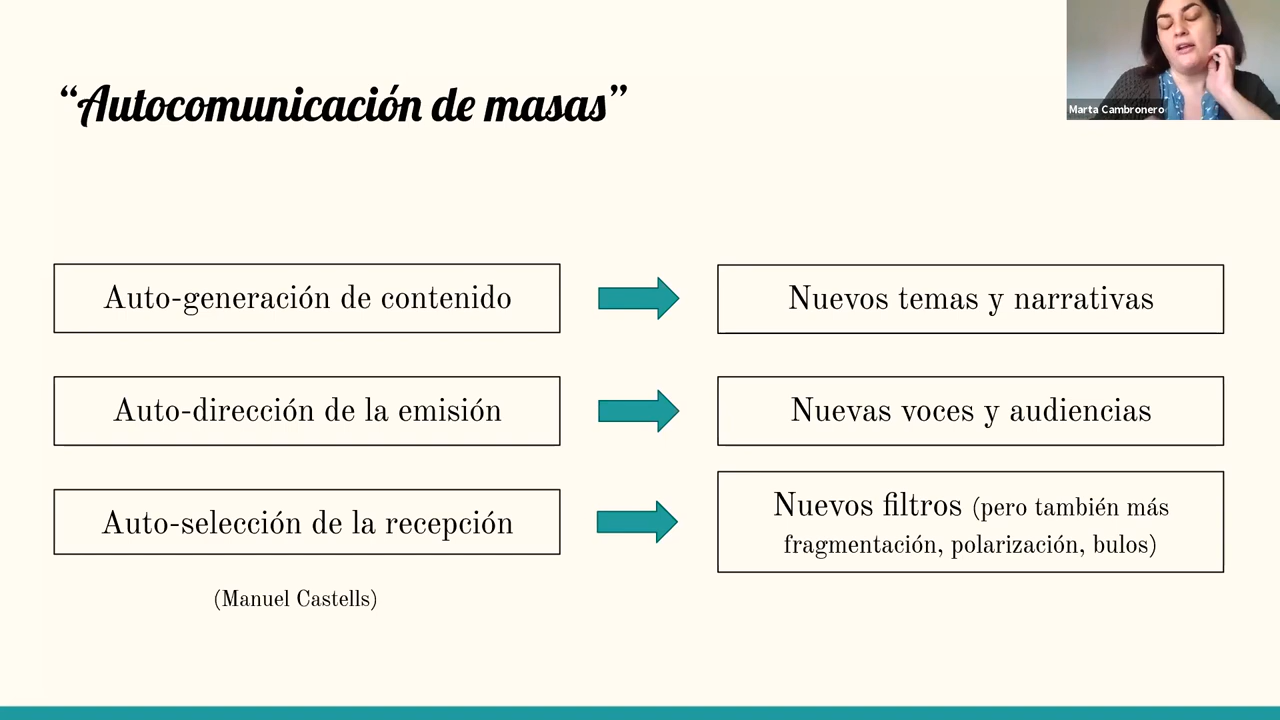 “Autocomunicación de masas”
Marta Cambronero
Auto-generación de contenido
Nuevos temas y narrativas
Auto-dirección de la emisión
Nuevas voces y audiencias
Auto-selección de la recepción
Nuevos filtros (pero también más
fragmentación, polarización, bulos)
(Manuel Castells)